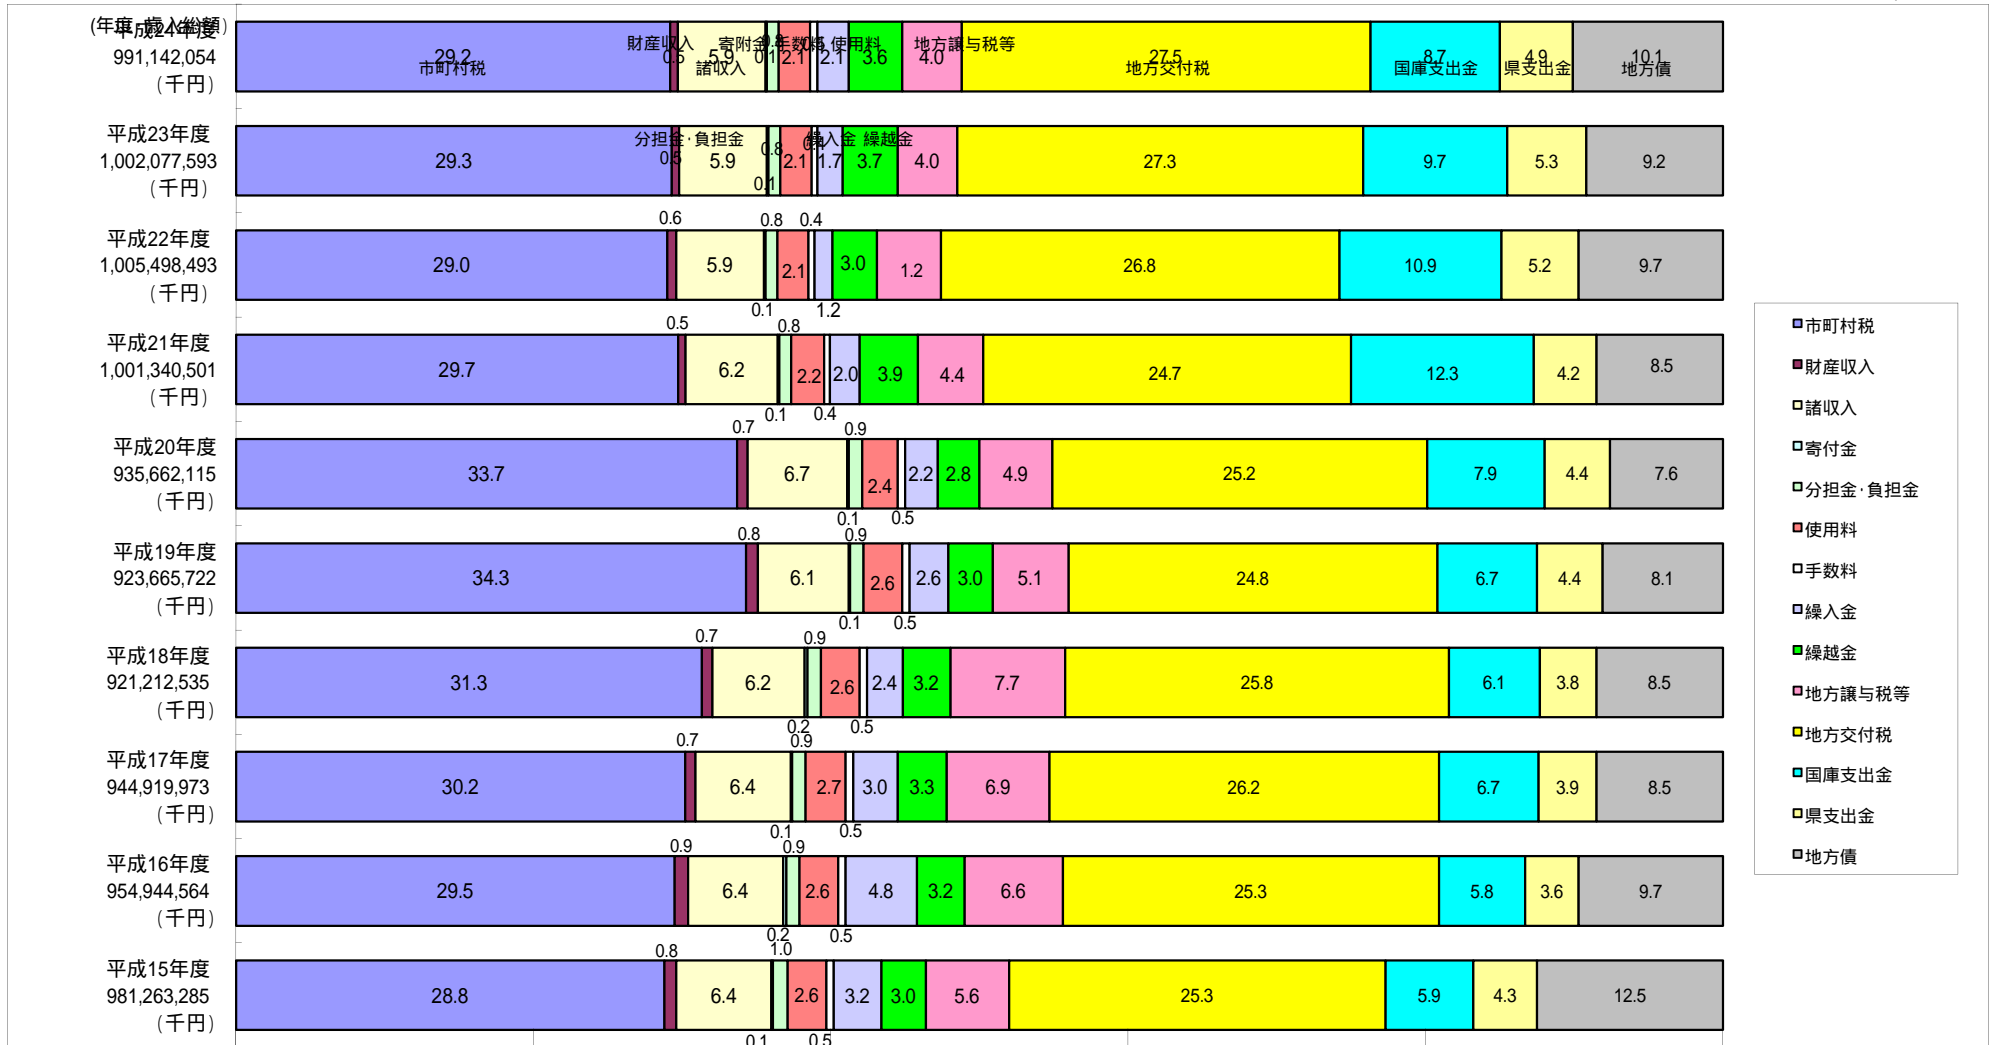 (年度・歳入総額)
平成24年度
991,142,054
(千円)
財産収入 寄附金 手数料 使用料 地方譲与税等
市町村税 諸収入 地方交付税 国庫支出金 県支出金 地方債
29.2 0.5 5.9 0.1 0.8 2.1 0.5 2.1 3.6 4.0 27.5 8.7 4.9 10.1
分担金・負担金 繰入金 繰越金
平成23年度
1,002,077,593
(千円)
29.3 0.5 5.9 0.1 0.8 2.1 0.4 1.7 3.7 4.0 27.3 9.7 5.3 9.2
平成22年度
1,005,498,493
(千円)
0.6 0.8 0.4
29.0 5.9 2.1 3.0 1.2 26.8 10.9 5.2 9.7
0.1 1.2
平成21年度
1,001,340,501
(千円)
0.5 0.8
29.7 6.2 2.2 2.0 3.9 4.4 24.7 12.3 4.2 8.5
0.1 0.4
平成20年度
935,662,115
(千円)
0.7 0.9
33.7 6.7 2.4 2.2 2.8 4.9 25.2 7.9 4.4 7.6
0.1 0.5
平成19年度
923,665,722
(千円)
0.8 0.9
34.3 6.1 2.6 2.6 3.0 5.1 24.8 6.7 4.4 8.1
0.1 0.5
平成18年度
921,212,535
(千円)
0.7 0.9
31.3 6.2 2.6 2.4 3.2 7.7 25.8 6.1 3.8 8.5
0.2 0.5
平成17年度
944,919,973
(千円)
0.7 0.9
30.2 6.4 2.7 3.0 3.3 6.9 26.2 6.7 3.9 8.5
0.1 0.5
平成16年度
954,944,564
(千円)
0.9 0.9
29.5 6.4 2.6 4.8 3.2 6.6 25.3 5.8 3.6 9.7
0.2 0.5
平成15年度
981,263,285
(千円)
0.8 1.0
28.8 6.4 2.6 3.2 3.0 5.6 25.3 5.9 4.3 12.5
0.1 0.5
市町村税
財産収入
諸収入
寄付金
分担金・負担金
使用料
手数料
繰入金
繰越金
地方譲与税等
地方交付税
国庫支出金
県支出金
地方債